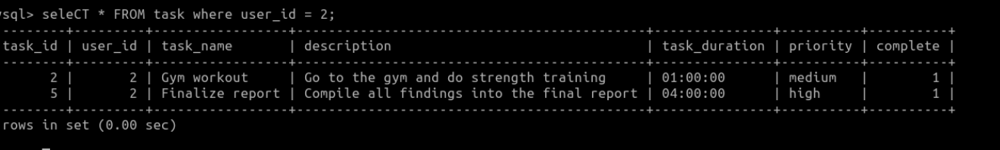 ysql> seleCT * FROM task where user_id = 2;
--------+---------+----------------+--------------------------------------------+---------------+----------+----------+
task_id | user_id | task_name | description | task_duration | priority | complete |
--------+---------+----------------+--------------------------------------------+---------------+----------+----------+
2 | 2 | Gym workout | Go to the gym and do strength training | 01:00:00 | medium | 1 |
5 | 2 | Finalize report | Compile all findings into the final report | 04:00:00 | high | 1 |
--------+---------+----------------+--------------------------------------------+---------------+----------+----------+
rows in set (0.00 sec)